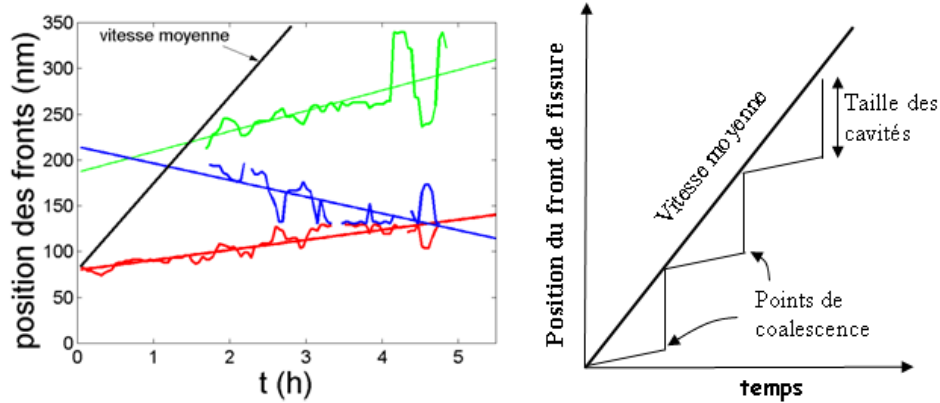 350
300
250
200
150
100
50
0
position des fronts (nm)
vitesse moyenne
0
1
2
3
4
5
t (h)
Position du front de fissure
Vitesse moyenne
Taille des
cavités
Points de
coalescence
temps